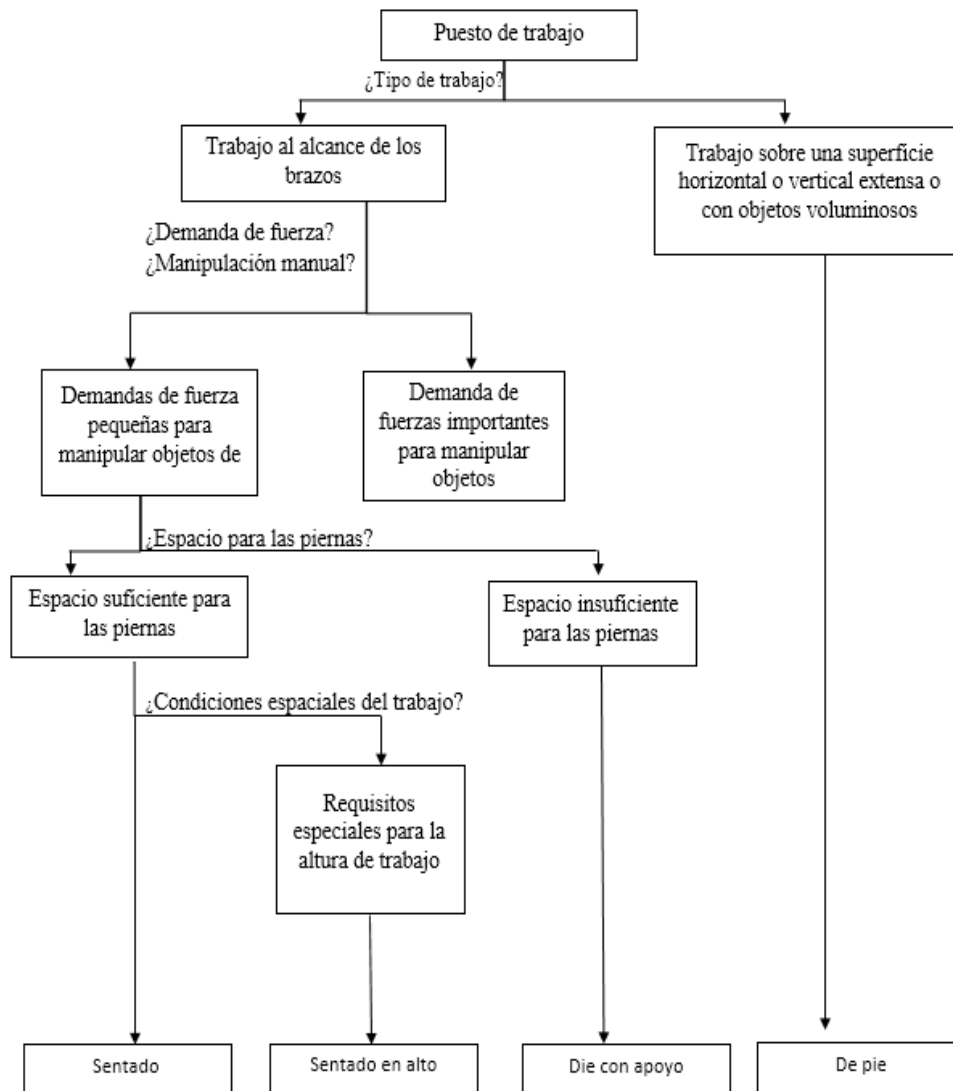 Puesto de trabajo
¿Tipo de trabajo?
Trabajo al alcance de los
brazos
Trabajo sobre una superficie
horizontal o vertical extensa o
con objetos voluminosos
¿Demanda de fuerza?
¿Manipulación manual?
Demandas de fuerza
pequeñas para
manipular objetos de
Demanda de
fuerzas importantes
para manipular
objetos
¿Espacio para las piernas?
Espacio suficiente para
las piernas
Espacio insuficiente
para las piernas
¿Condiciones espaciales del trabajo?
Requisitos
especiales para la
altura de trabajo
Sentado
Sentado en alto
Die con apoyo
De pie